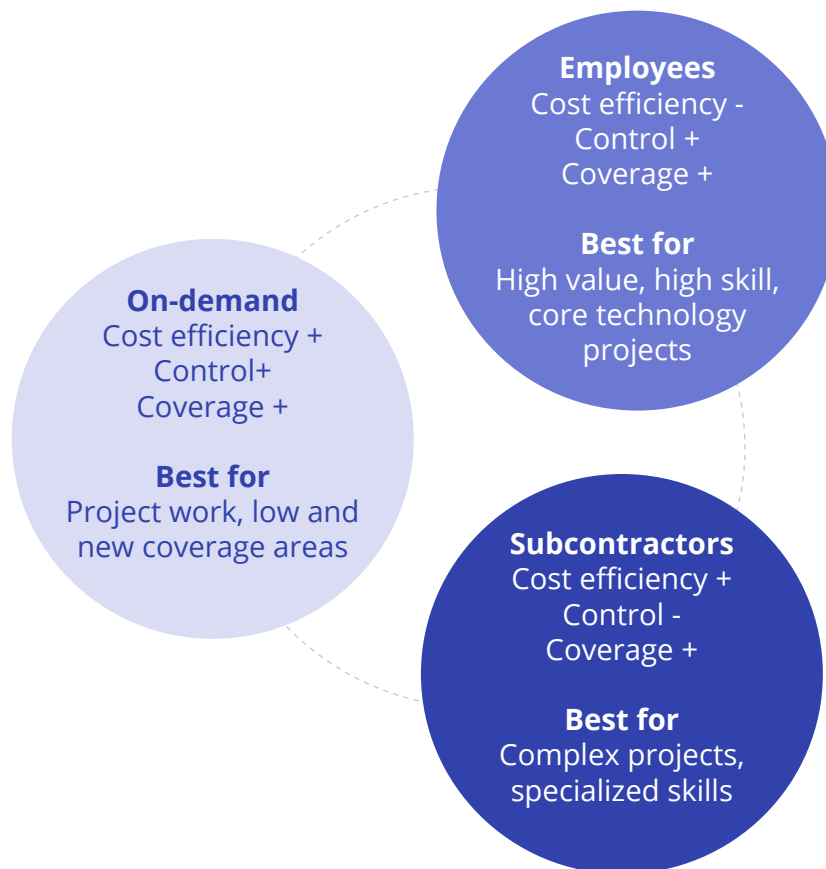 Employees
Cost efficiency -
Control +
Coverage +
Best for
High value, high skill,
core technology
projects
On-demand
Cost efficiency +
Control+
Coverage +
Best for
Project work, low and
new coverage areas
Subcontractors
Cost efficiency +
Control -
Coverage +
Best for
Complex projects,
specialized skills